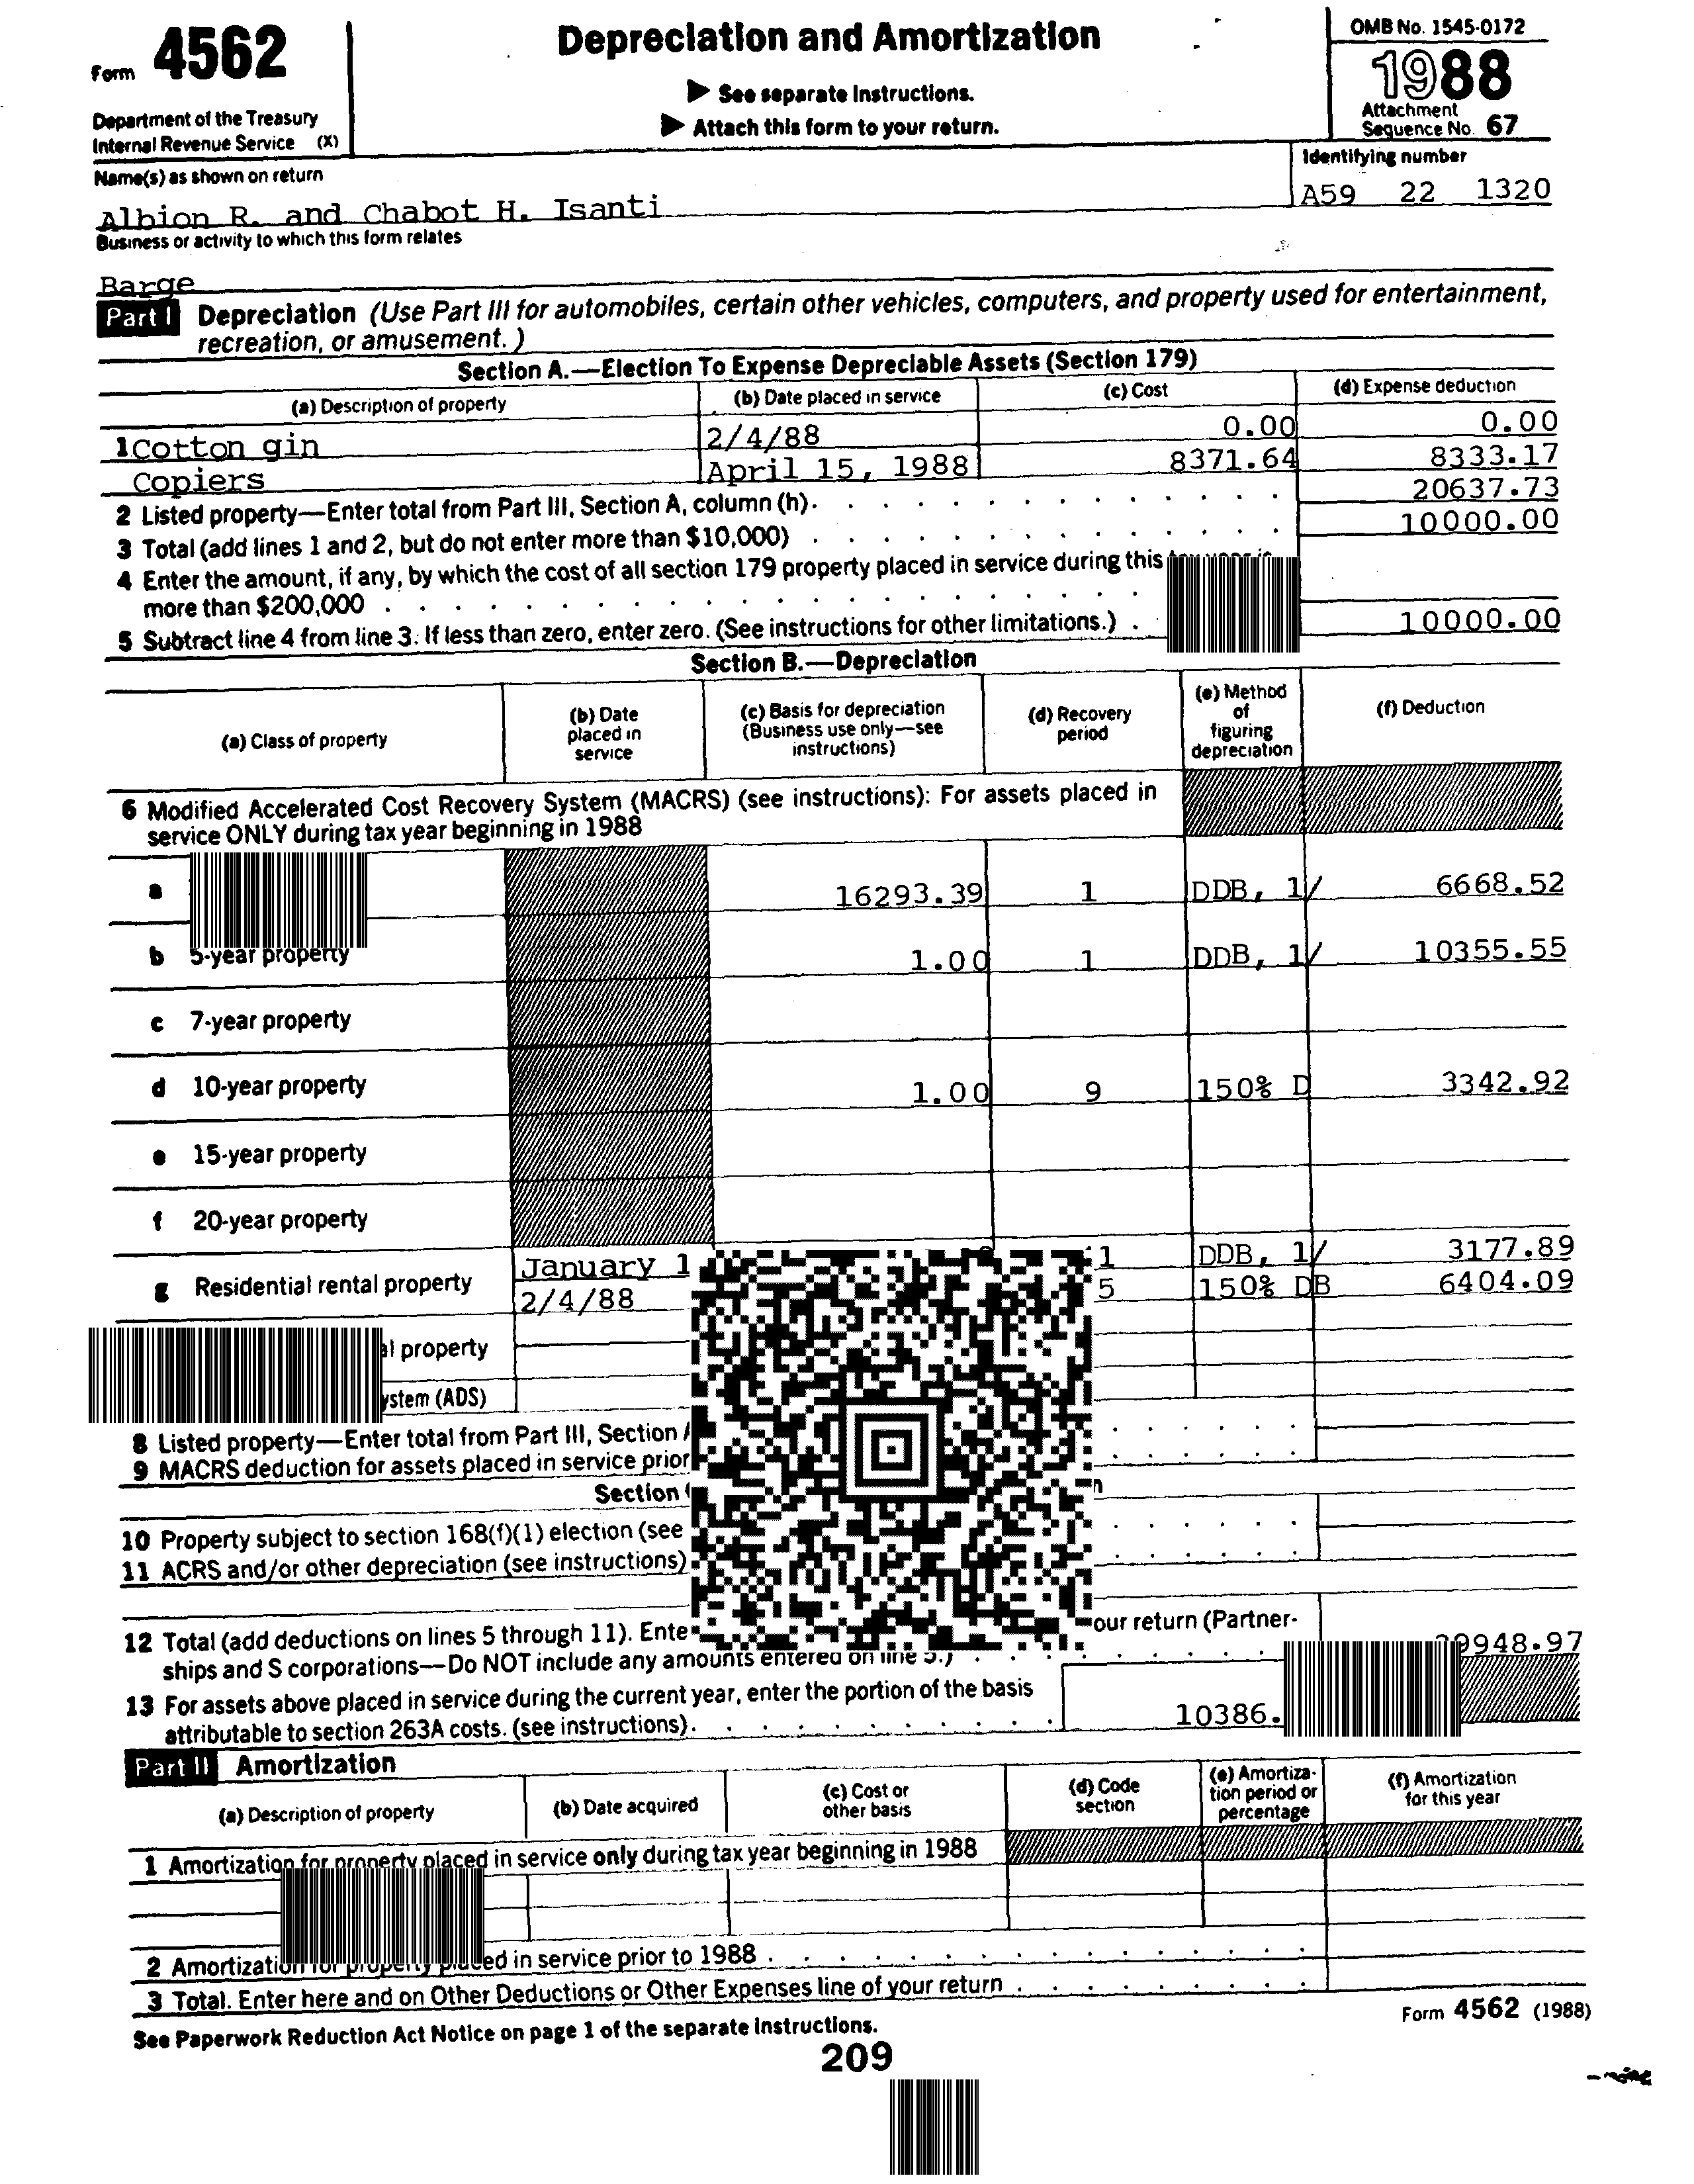 Form 4562
Department of the Treasury
Internal Revenue Service (X)
Depreciation and Amortization
▶ See separate Instructions.
▶ Attach this form to your return.
OMB No. 1545-0172
1988
Attachment
Sequence No. 67
Name(s) as shown on return
Identifying number
Albion R. and Chabot H. Isanti
A59 22 1320
Business or activity to which this form relates
Barge
Part I Depreciation (Use Part III for automobiles, certain other vehicles, computers, and property used for entertainment,
recreation, or amusement.)
Section A.—Election To Expense Depreciable Assets (Section 179)
(a) Description of property (b) Date placed in service (c) Cost (d) Expense deduction
1 Cotton gin 2/4/88 0.00 0.00
Copiers April 15, 1988 8371.64 8333.17
2 Listed property—Enter total from Part III, Section A, column (h). 20637.73
3 Total (add lines 1 and 2, but do not enter more than $10,000) 10000.00
4 Enter the amount, if any, by which the cost of all section 179 property placed in service during this
more than $200,000
5 Subtract line 4 from line 3. If less than zero, enter zero. (See instructions for other limitations.) 10000.00
Section B.—Depreciation
(a) Class of property
(b) Date
placed in
service
(c) Basis for depreciation
(Business use only—see
instructions)
(d) Recovery
period
(e) Method
of
figuring
depreciation
(f) Deduction
6 Modified Accelerated Cost Recovery System (MACRS) (see instructions): For assets placed in
service ONLY during tax year beginning in 1988
a 16293.39 1 DDB, 1/ 6668.52
b 5-year property 1.00 1 DDB, 1/ 10355.55
c 7-year property
d 10-year property 1.00 9 150% D 3342.92
e 15-year property
f 20-year property
g Residential rental property
January 1 1 DDB, 1/ 3177.89
2/4/88 5 150% DB 6404.09
property
(ADS)
8 Listed property—Enter total from Part III, Section
9 MACRS deduction for assets placed in service prior
Section
10 Property subject to section 168(f)(1) election (see
11 ACRS and/or other depreciation (see instructions)
12 Total (add deductions on lines 5 through 11). our return (Partner-
ships and S corporations—Do NOT include any amounts entered on line 5.) 9948.97
13 For assets above placed in service during the current year, enter the portion of the basis
attributable to section 263A costs. (see instructions). 10386.
Part II Amortization
(a) Description of property
(b) Date acquired
(c) Cost or
other basis
(d) Code
section
(e) Amortiza-
tion period or
percentage
(f) Amortization
for this year
1 Amortization for property placed in service only during tax year beginning in 1988
2 Amortization for property placed in service prior to 1988
3 Total. Enter here and on Other Deductions or Other Expenses line of your return
See Paperwork Reduction Act Notice on page 1 of the separate Instructions.
Form 4562 (1988)
209